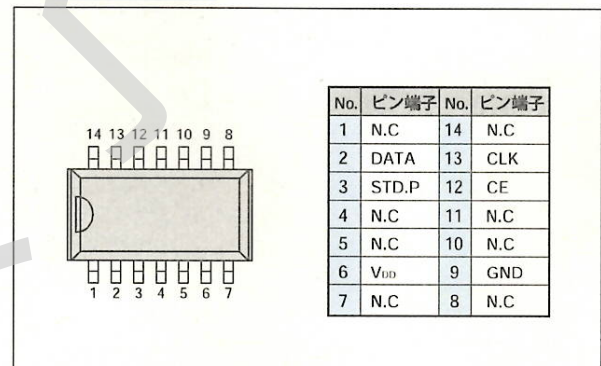 14 13 12 11 10 9 8
1 2 3 4 5 6 7
No. ピン端子 No. ピン端子
1 N.C 14 N.C
2 DATA 13 CLK
3 STD.P 12 CE
4 N.C 11 N.C
5 N.C 10 N.C
6 VDD 9 GND
7 N.C 8 N.C